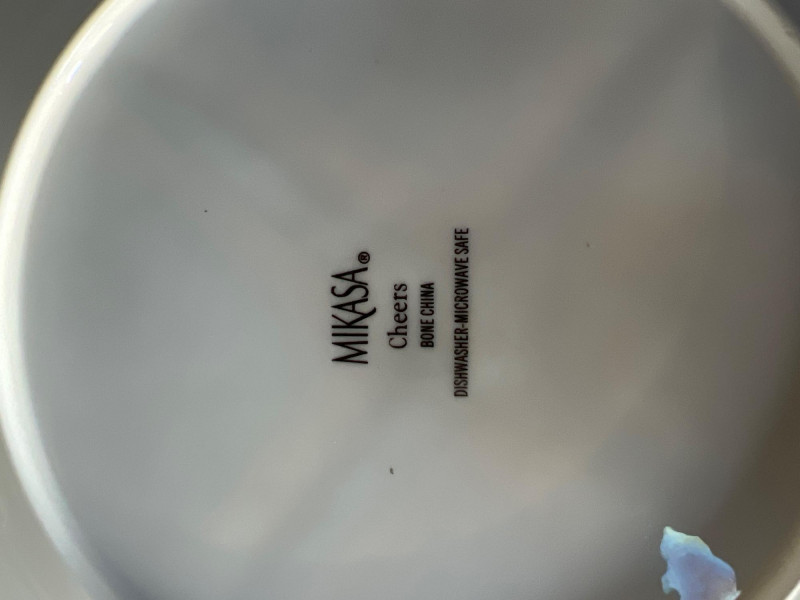 MIKASA®
Cheers
BONE CHINA
DISHWASHER-MICROWAVE SAFE